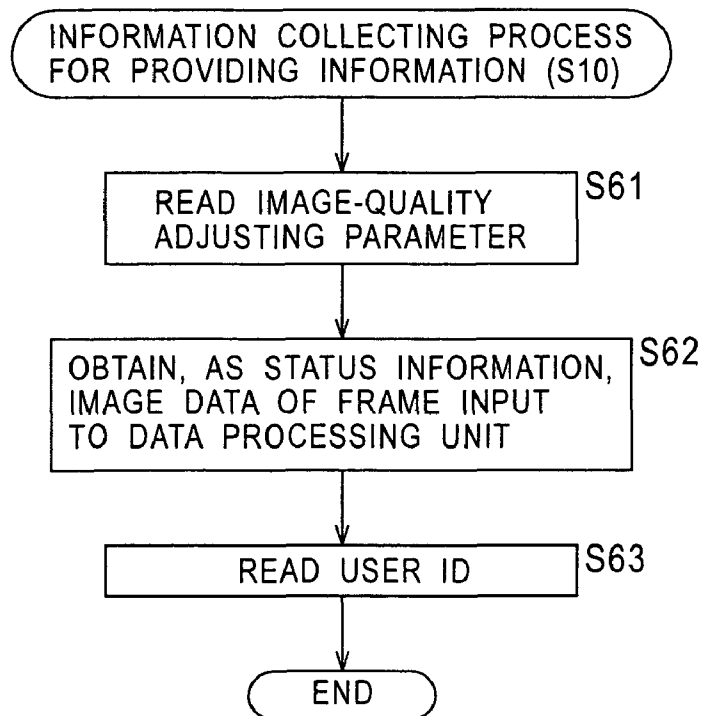 INFORMATION COLLECTING PROCESS
FOR PROVIDING INFORMATION (S10)
S61
READ IMAGE-QUALITY
ADJUSTING PARAMETER
S62
OBTAIN, AS STATUS INFORMATION,
IMAGE DATA OF FRAME INPUT
TO DATA PROCESSING UNIT
S63
READ USER ID
END